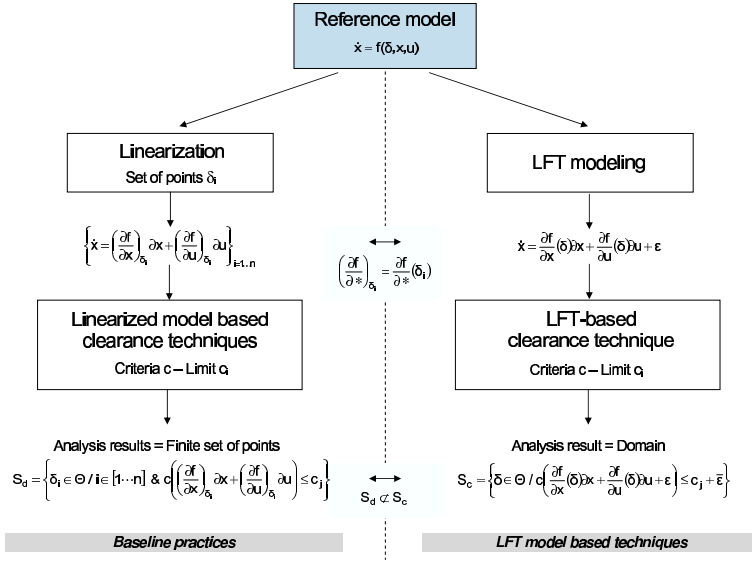 Reference model
ẋ = f(δ,x,u)
Linearization
Set of points δi
LFT modeling
{ẋ = (∂f/∂x)δi ∂x + (∂f/∂u)δi ∂u}i=1..n
(∂f/∂*)δi = ∂f/∂*(δi)
ẋ = ∂f/∂x(δ)∂x + ∂f/∂u(δ)∂u + ε
Linearized model based
clearance techniques
Criteria c – Limit ci
LFT-based
clearance technique
Criteria c – Limit ci
Analysis results = Finite set of points
Sd = {δi ∈ Θ / i ∈ [1⋯n] & c((∂f/∂x)δi ∂x + (∂f/∂u)δi ∂u) ≤ cj}
Sd ⊄ Sc
Analysis result = Domain
Sc = {δ ∈ Θ / c(∂f/∂x(δ)∂x + ∂f/∂u(δ)∂u + ε) ≤ cj + ε̄}
Baseline practices
LFT model based techniques